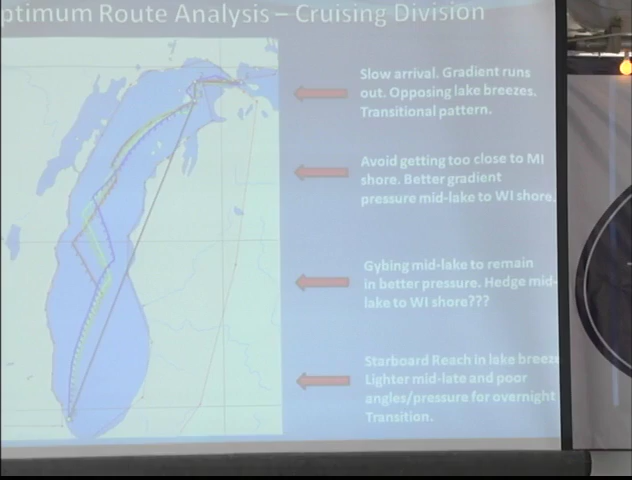 ptimum Route Analysis – Cruising Division
Slow arrival. Gradient runs
out. Opposing lake breezes.
Transitional pattern.
Avoid getting too close to MI
shore. Better gradient
pressure mid-lake to WI shore.
Gybing mid-lake to remain
in better pressure. Hedge mid-
lake to WI shore???
Starboard Reach in lake breeze
Lighter mid-late and poor
angles/pressure for overnight
Transition.